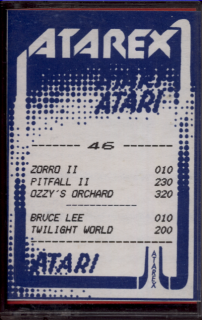 ATAREX
ATARI
46
ZORRO II 010
PITFALL II 230
OZZY'S ORCHARD 320
BRUCE LEE 010
TWILIGHT WORLD 200
ATARI
ATAREX